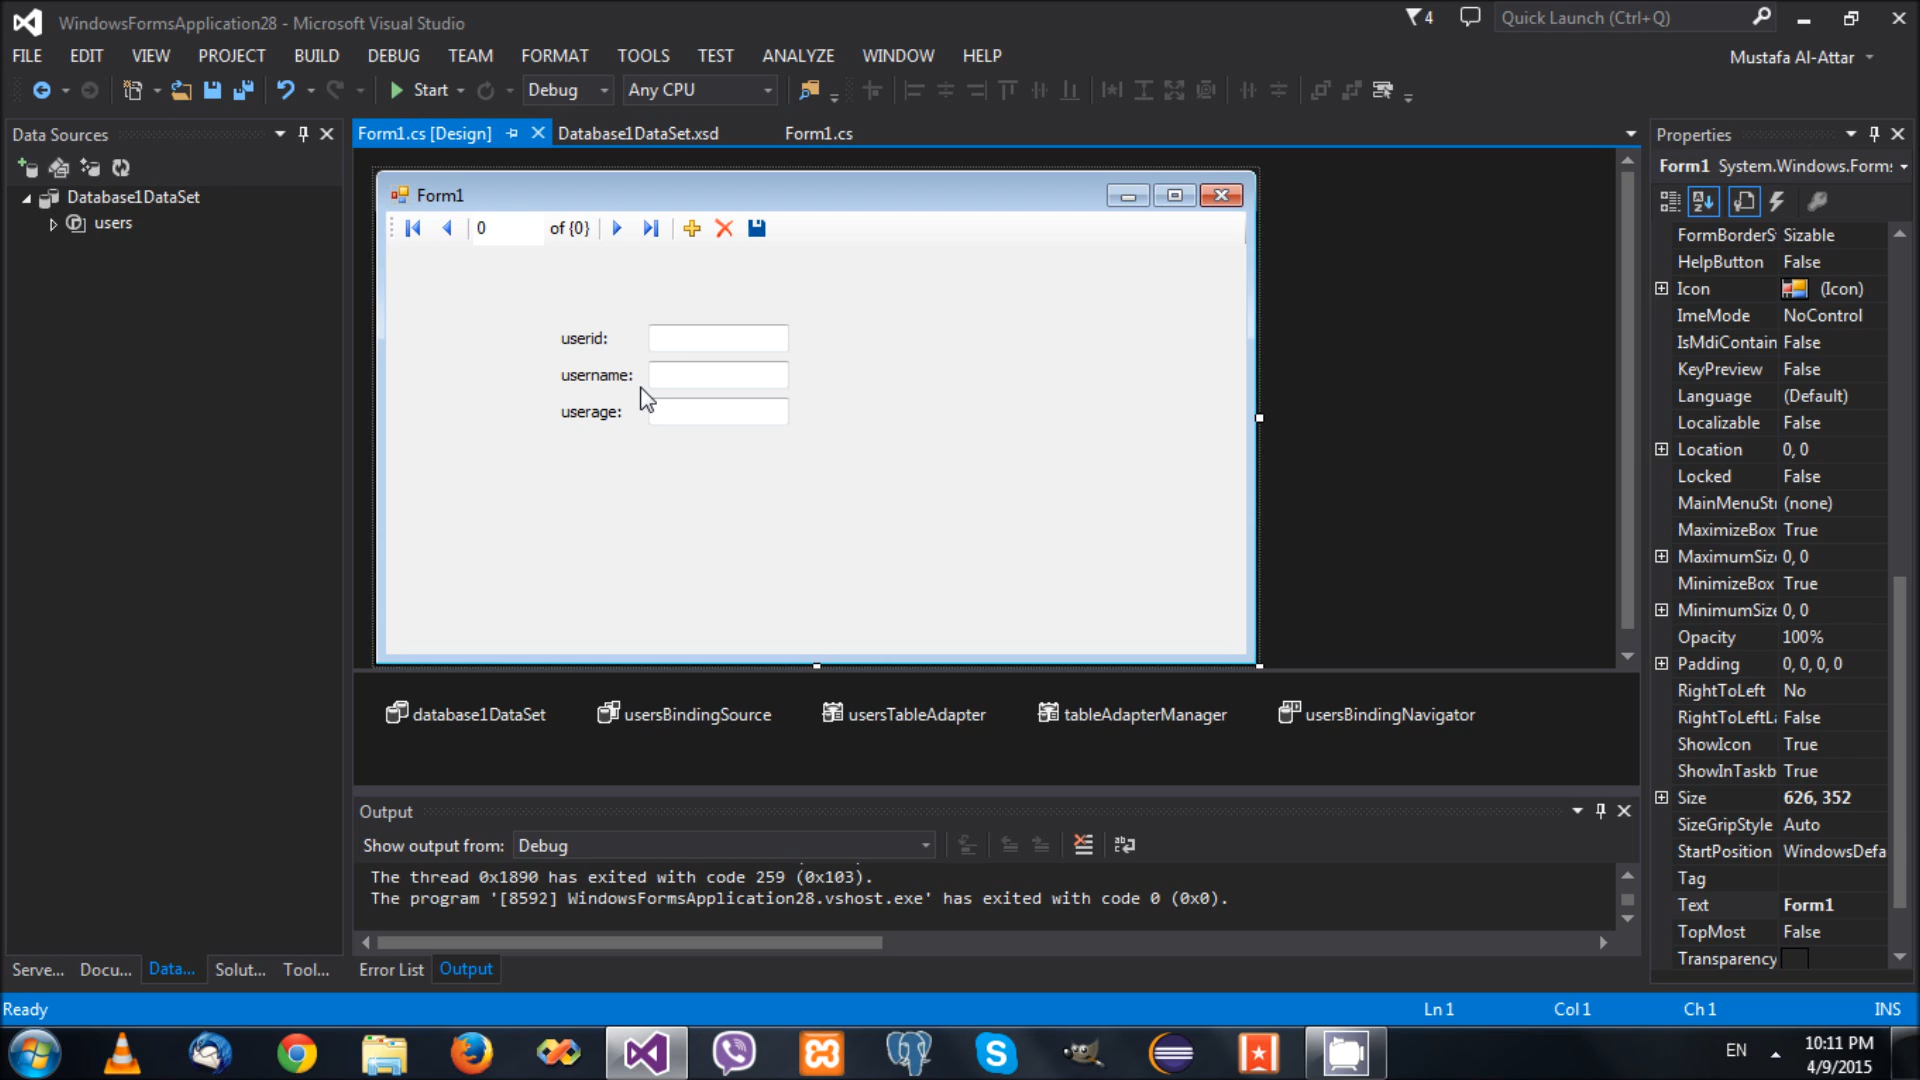 WindowsFormsApplication28 - Microsoft Visual Studio
4
Quick Launch (Ctrl+Q)
FILE EDIT VIEW PROJECT BUILD DEBUG TEAM FORMAT TOOLS TEST ANALYZE WINDOW HELP
Mustafa Al-Attar
Start
Debug
Any CPU
Data Sources
Database1DataSet
users
Form1.cs [Design]
Database1DataSet.xsd
Form1.cs
Form1
0
of {0}
userid:
username:
userage:
database1DataSet
usersBindingSource
usersTableAdapter
tableAdapterManager
usersBindingNavigator
Output
Show output from: Debug
The thread 0x1890 has exited with code 259 (0x103).
The program '[8592] WindowsFormsApplication28.vshost.exe' has exited with code 0 (0x0).
Properties
Form1 System.Windows.Form:
FormBorderS Sizable
HelpButton False
Icon (Icon)
ImeMode NoControl
IsMdiContain False
KeyPreview False
Language (Default)
Localizable False
Location 0, 0
Locked False
MainMenuStr (none)
MaximizeBox True
MaximumSiz 0, 0
MinimizeBox True
MinimumSize 0, 0
Opacity 100%
Padding 0, 0, 0, 0
RightToLeft No
RightToLeftL False
ShowIcon True
ShowInTaskb True
Size 626, 352
SizeGripStyle Auto
StartPosition WindowsDefa
Tag
Text Form1
TopMost False
Transparency
Serve... Docu... Data... Solut... Tool...
Error List Output
Ready
Ln 1 Col 1 Ch 1 INS
EN
10:11 PM
4/9/2015